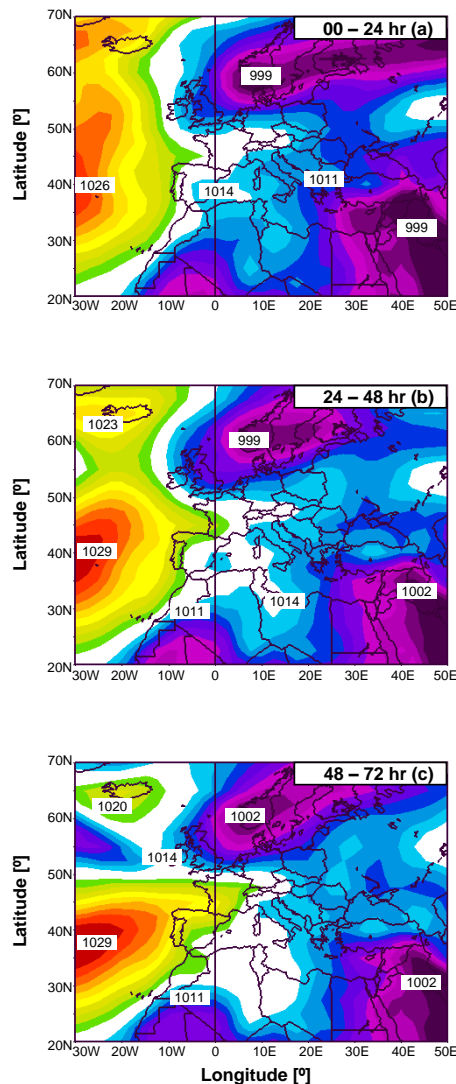 70N
00 – 24 hr (a)
60N
999
50N
Latitude [º]
40N
1026
1014
1011
30N
999
20N
30W 20W 10W 0 10E 20E 30E 40E 50E
70N
24 – 48 hr (b)
1023
60N
999
50N
Latitude [º]
40N
1029
30N
1011
1014
1002
20N
30W 20W 10W 0 10E 20E 30E 40E 50E
70N
48 – 72 hr (c)
1020
60N
1002
1014
50N
Latitude [º]
40N
1029
30N
1011
1002
20N
30W 20W 10W 0 10E 20E 30E 40E 50E
Longitude [º]